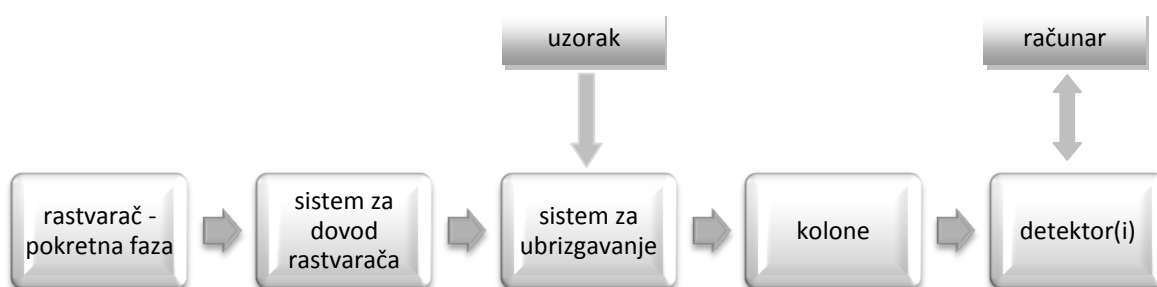 uzorak
računar
rastvarač -
pokretna faza
sistem za
dovod
rastvarača
sistem za
ubrizgavanje
kolone
detektor(i)